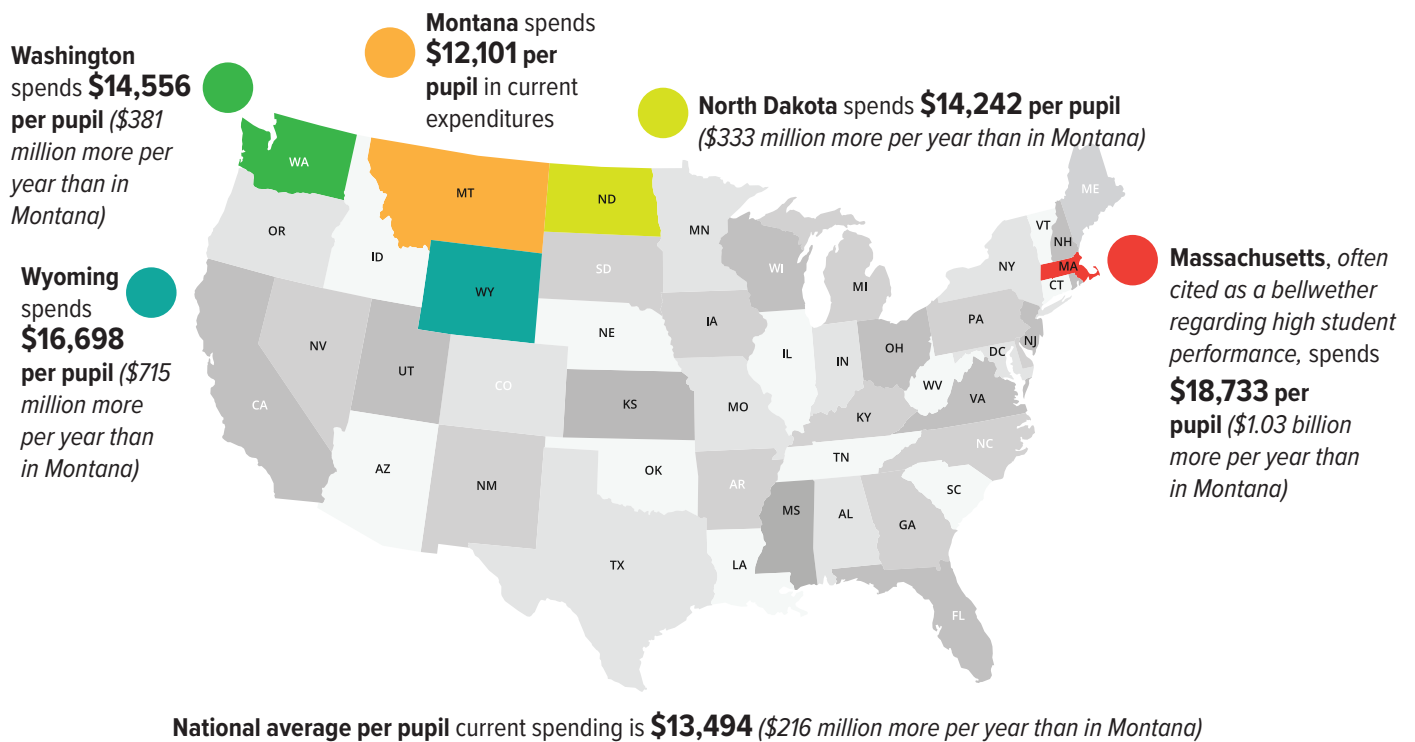 Washington
spends $14,556
per pupil ($381
million more per
year than in
Montana)
Montana spends
$12,101 per
pupil in current
expenditures
North Dakota spends $14,242 per pupil
($333 million more per year than in Montana)
Wyoming
spends
$16,698
per pupil ($715
million more
per year than
in Montana)
Massachusetts, often
cited as a bellwether
regarding high student
performance, spends
$18,733 per
pupil ($1.03 billion
more per year than
in Montana)
WA
MT
ND
MN
ME
VT
NH
OR
ID
SD
WI
NY
MA
CT
WY
MI
NE
IA
PA
NJ
NV
UT
CO
IL
IN
OH
DC
WV
CA
KS
MO
KY
VA
AZ
NM
OK
TN
NC
AR
SC
MS
AL
GA
TX
LA
FL
National average per pupil current spending is $13,494 ($216 million more per year than in Montana)